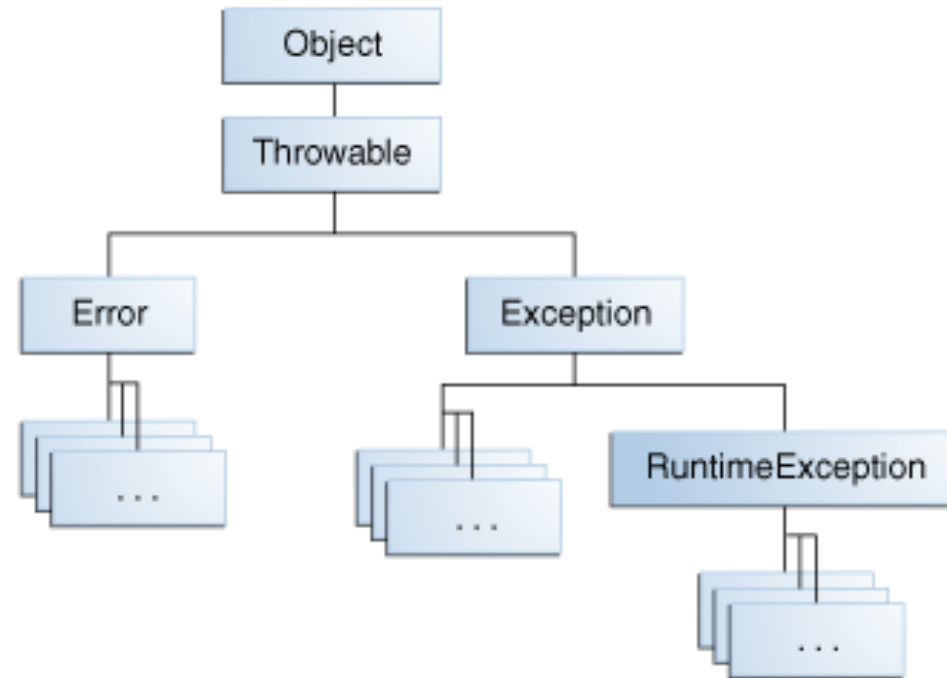 Object
Throwable
Error
Exception
...
...
RuntimeException
...